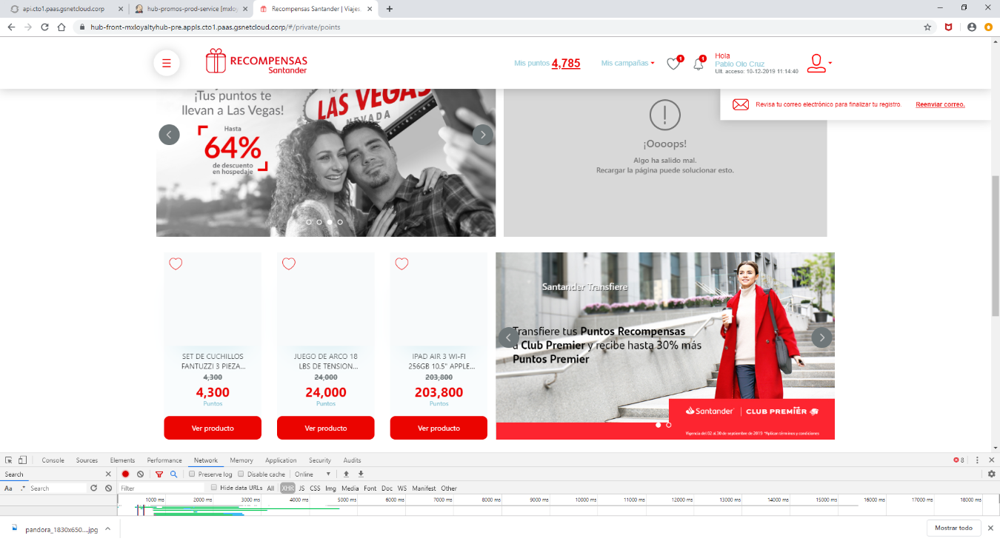 api.cto1.paas.gsnetcloud.corp
hub-promos-prod-service [mxloy
Recompensas Santander | Viajes,
hub-front-mxloyaltyhub-pre.appls.cto1.paas.gsnetcloud.corp/#/private/points
RECOMPENSAS
Santander
Mis puntos 4,785
Mis campañas
1
1
Hola
Pablo Olo Cruz
Ult. acceso: 10-12-2019 11:14:40
Revisa tu correo electrónico para finalizar tu registro.
Reenviar correo.
¡Tus puntos te
llevan a Las Vegas!
Hasta
64%
de descuento
en hospedaje
LAS VEGAS
NEVADA
¡Ooops!
Algo ha salido mal.
Recargar la página puede solucionar esto.
SET DE CUCHILLOS
FANTUZZI 3 PIEZA...
4,300
4,300
Puntos
Ver producto
JUEGO DE ARCO 18
LBS DE TENSION...
24,000
24,000
Puntos
Ver producto
IPAD AIR 3 WI-FI
256GB 10.5" APPLE...
203,800
203,800
Puntos
Ver producto
Santander Transfiere
Transfiere tus Puntos Recompensas
a Club Premier y recibe hasta 30% más
Puntos Premier
Santander
CLUB PREMIER
Vigencia del 02 al 30 de septiembre de 2019. *Aplican términos y condiciones
Console Sources Elements Performance Network Memory Application Security Audits
8
Search
Preserve log
Disable cache
Online
Aa .* Search
Filter
Hide data URLs All XHR JS CSS Img Media Font Doc WS Manifest Other
1000 ms 2000 ms 3000 ms 4000 ms 5000 ms 6000 ms 7000 ms 8000 ms 9000 ms 10000 ms 11000 ms 12000 ms 13000 ms 14000 ms 15000 ms 16000 ms 17000 ms 18000 ms
pandora_1830x650....jpg
Mostrar todo